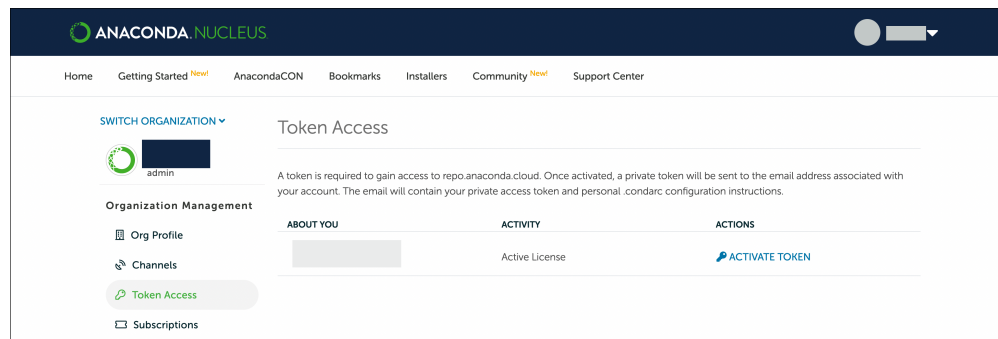 ANACONDA.NUCLEUS
Home Getting Started New! AnacondaCON Bookmarks Installers Community New! Support Center
SWITCH ORGANIZATION
admin
Organization Management
Org Profile
Channels
Token Access
Subscriptions
Token Access
A token is required to gain access to repo.anaconda.cloud. Once activated, a private token will be sent to the email address associated with
your account. The email will contain your private access token and personal .condarc configuration instructions.
ABOUT YOU ACTIVITY ACTIONS
Active License ACTIVATE TOKEN